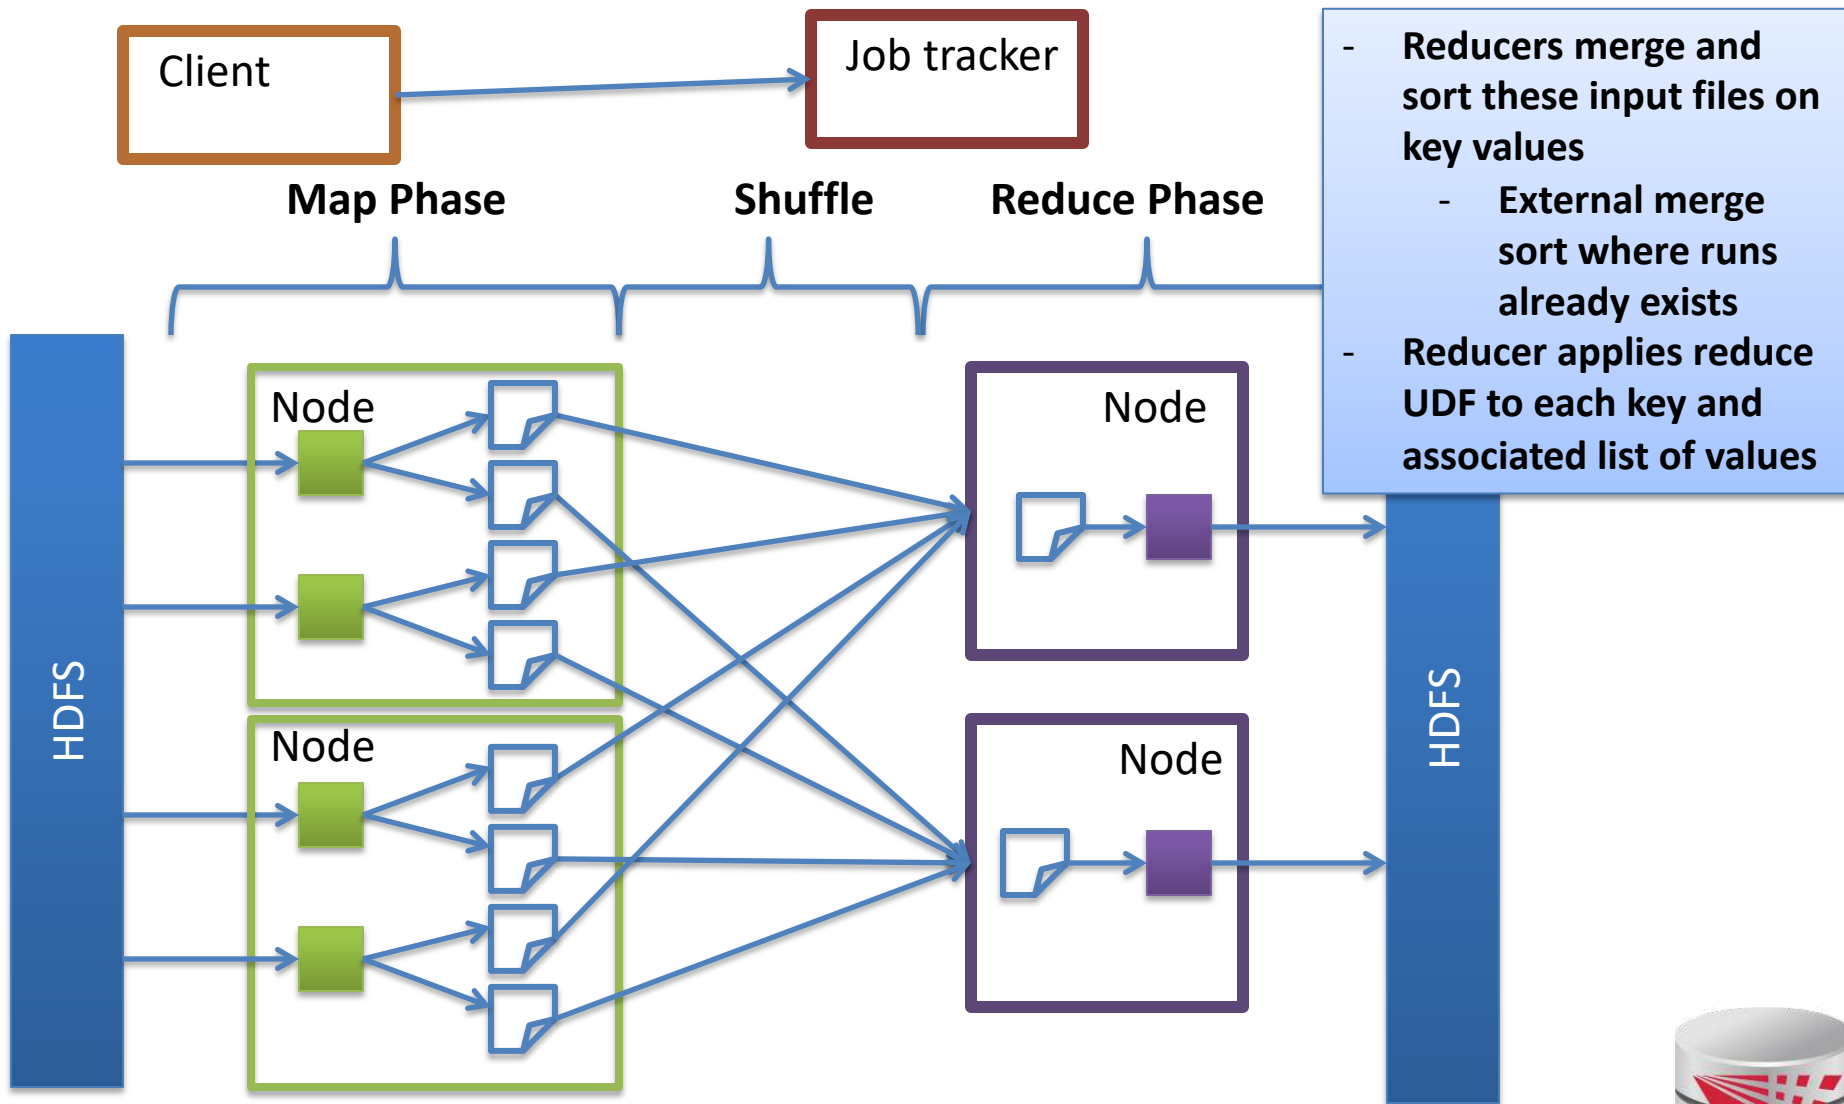 Client
Job tracker
- Reducers merge and
sort these input files on
key values
- External merge
sort where runs
already exists
- Reducer applies reduce
UDF to each key and
associated list of values
Map Phase
Shuffle
Reduce Phase
HDFS
Node
Node
Node
Node
HDFS